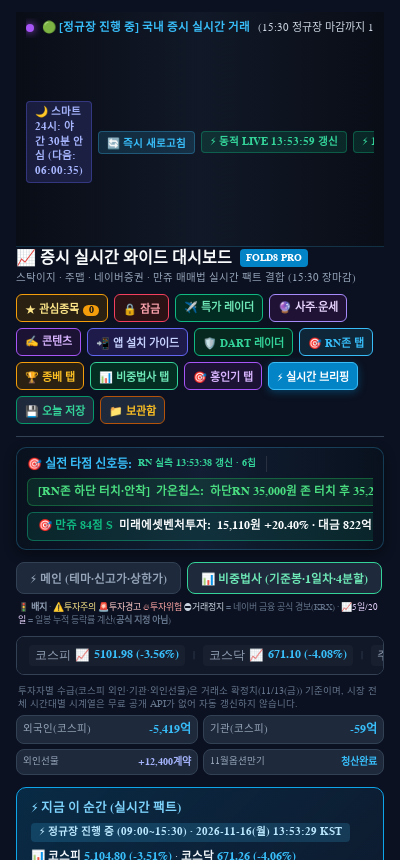 🟢 [정규장 진행 중] 국내 증시 실시간 거래 (15:30 정규장 마감까지 1
🌙 스마트
24시: 야
간 30분 안
심 (다음:
06:00:35)
🔄 즉시 새로고침
⚡ 동적 LIVE 13:53:59 갱신
📈 증시 실시간 와이드 대시보드 FOLD8 PRO
스탁이지 · 주맵 · 네이버증권 · 만쥬 매매법 실시간 팩트 결합 (15:30 장마감)
★ 관심종목 0 🔒 잠금 ✈️ 특가 레이더 🔮 사주·운세
✍️ 콘텐츠 📲 앱 설치 가이드 🛡️ DART 레이더 🎯 RN존 탭
🏆 종베 탭 📊 비중법사 탭 🎯 홍인기 탭 ⚡ 실시간 브리핑
💾 오늘 저장 📁 보관함
🎯 실전 타점 신호등: RN 실측 13:53:38 갱신 · 6칩
[RN존 하단 터치·안착] 가온칩스: 하단RN 35,000원 존 터치 후 35,2
🎯 만쥬 84점 S 미래에셋벤처투자: 15,110원 +20.40% · 대금 822억
⚡ 메인 (테마·신고가·상한가) 📊 비중법사 (기준봉·1일차·4분할)
🚦 배지 · ⚠️투자주의 🚨투자경고 투자위험 ⛔거래정지 = 네이버 금융 공식 경보(KRX) · 📈5일/20
일 = 일봉 누적 등락률 계산(공식 지정 아님)
코스피 📈 5101.98 (-3.56%) | 코스닥 📈 671.10 (-4.08%) |
투자자별 수급(코스피 외인·기관·외인선물)은 거래소 확정치(11/13(금)) 기준이며, 시장 전
체 시간대별 시계열은 무료 공개 API가 없어 자동 갱신하지 않습니다.
외국인(코스피) -5,419억 기관(코스피) -59억
외인선물 +12,400계약 11월옵션만기 청산완료
⚡ 지금 이 순간 (실시간 팩트)
⚡ 정규장 진행 중 (09:00~15:30) · 2026-11-16(월) 13:53:29 KST
📊 코스피 5,104.80 (-3.51%) · 코스닥 671.26 (-4.06%)